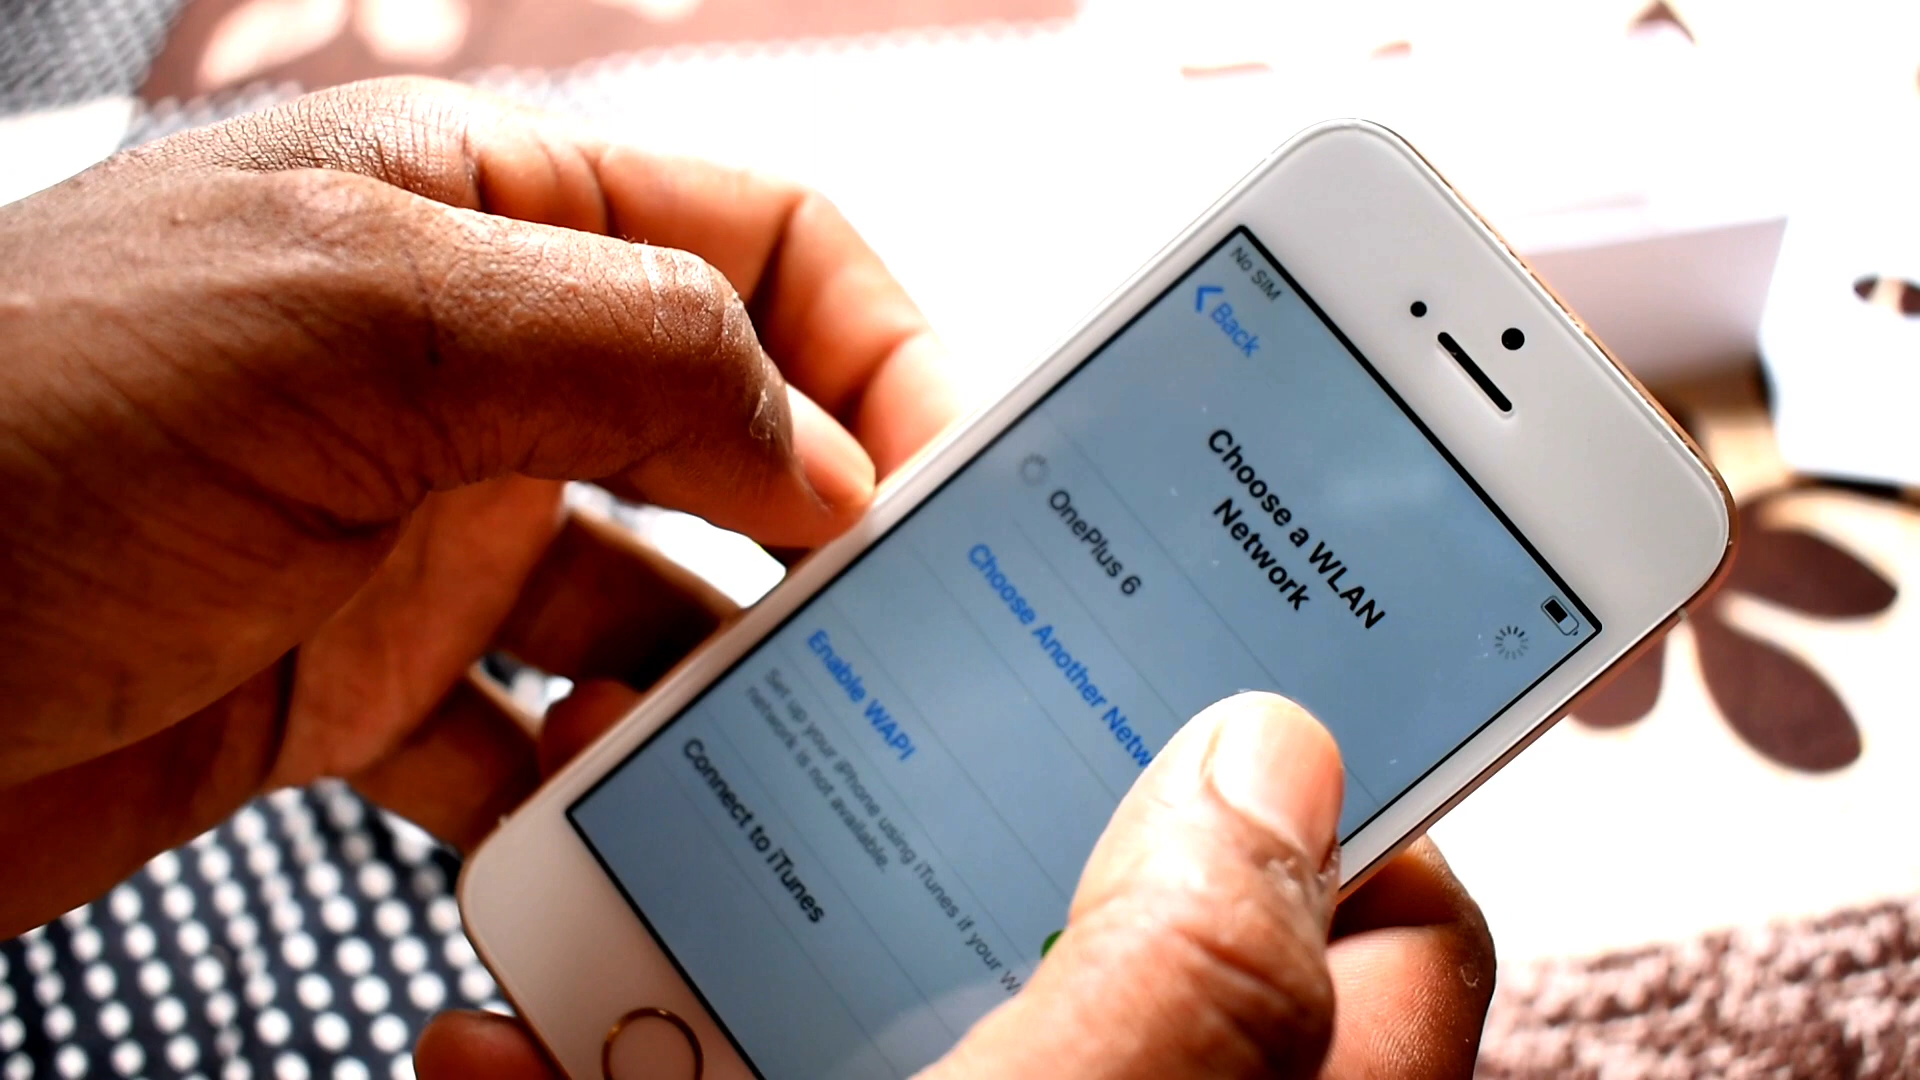 No SIM
Back
Choose a WLAN
Network
OnePlus 6
Choose Another Netw
Enable WAPI
Set up your iPhone using iTunes if your W
network is not available.
Connect to iTunes